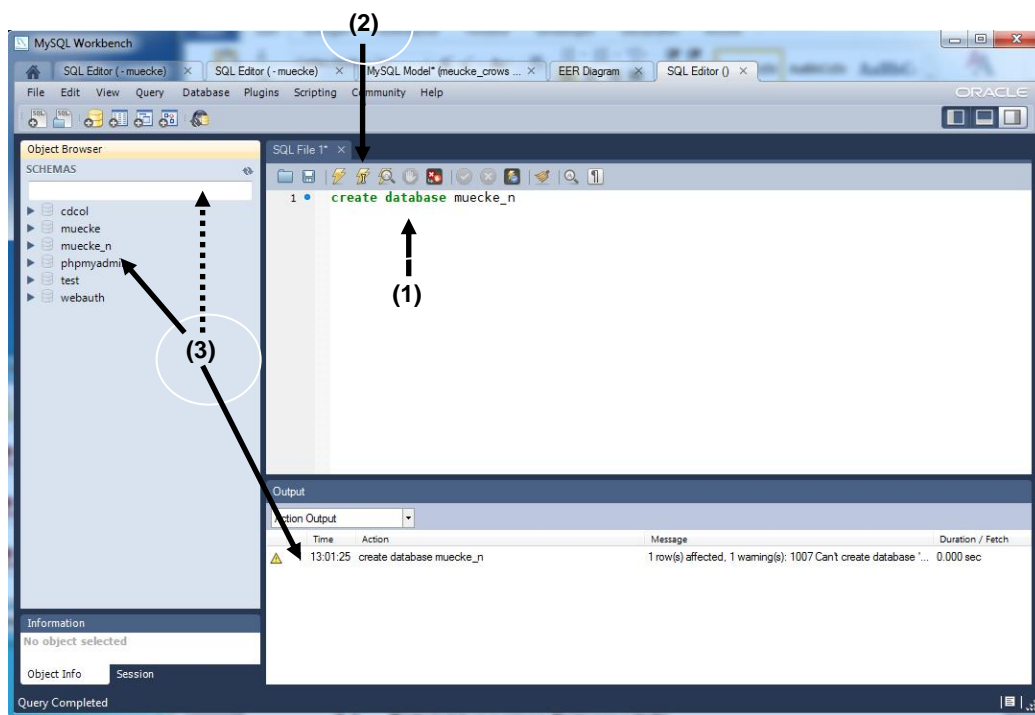 (2)
MySQL Workbench
SQL Editor ( - muecke) SQL Editor ( - muecke) MySQL Model* (meucke_crows ... EER Diagram SQL Editor ()
File Edit View Query Database Plugins Scripting Community Help
ORACLE
Object Browser
SCHEMAS
cdcol
muecke
muecke_n
phpmyadmi
test
webauth
(3)
Information
No object selected
Object Info Session
SQL File 1*
1 create database muecke_n
(1)
Output
Action Output
Time Action Message Duration / Fetch
13:01:25 create database muecke_n 1 row(s) affected, 1 warning(s): 1007 Can't create database '... 0.000 sec
Query Completed